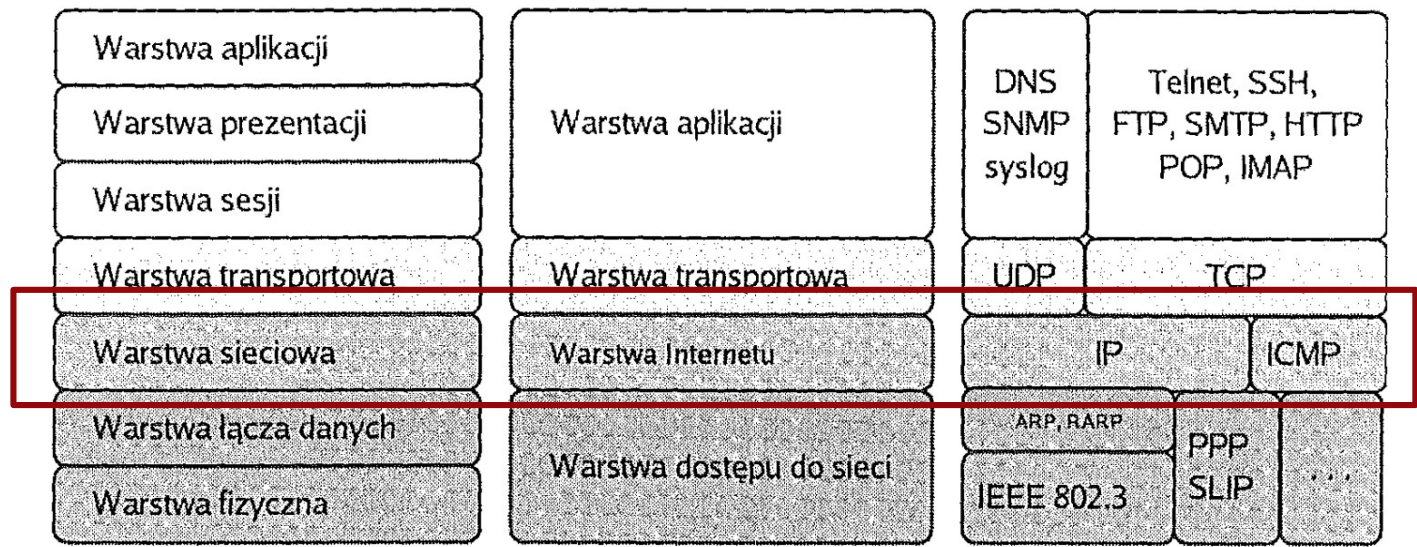 Warstwa aplikacji
Warstwa prezentacji
Warstwa sesji
Warstwa transportowa
Warstwa sieciowa
Warstwa łącza danych
Warstwa fizyczna
Warstwa aplikacji
Warstwa transportowa
Warstwa Internetu
Warstwa dostępu do sieci
DNS
SNMP
syslog
Telnet, SSH,
FTP, SMTP, HTTP
POP, IMAP
UDP
TCP
IP
ICMP
ARP, RARP
IEEE 802.3
PPP
SLIP
...